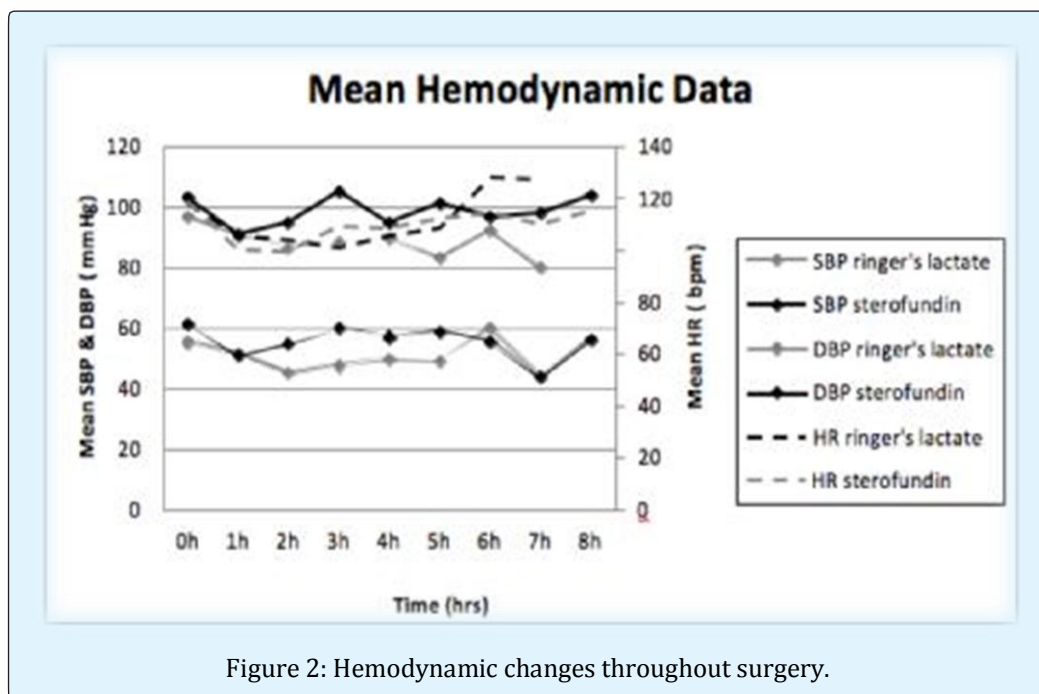 Mean Hemodynamic Data
Mean SBP & DBP ( mmHg)
120
100
80
60
40
20
0
140
120
80
60
40
20
0
Mean HR ( bpm)
0h 1h 2h 3h 4h 5h 6h 7h 8h
Time (hrs)
SBP ringer's lactate
SBP sterofundin
DBP ringer's lactate
DBP sterofundin
HR ringer's lactate
HR sterofundin
Figure 2: Hemodynamic changes throughout surgery.